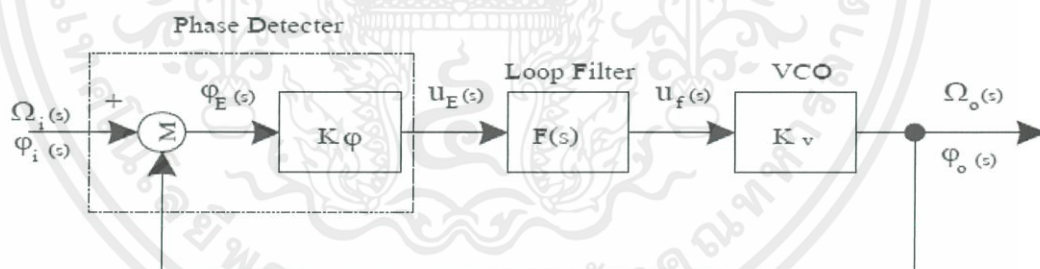 Phase Detecter
Loop Filter
VCO
Ω_i(s)
φ_i(s)
+
Σ
φ_E(s)
Kφ
u_E(s)
F(s)
u_f(s)
K_v
Ω_o(s)
φ_o(s)